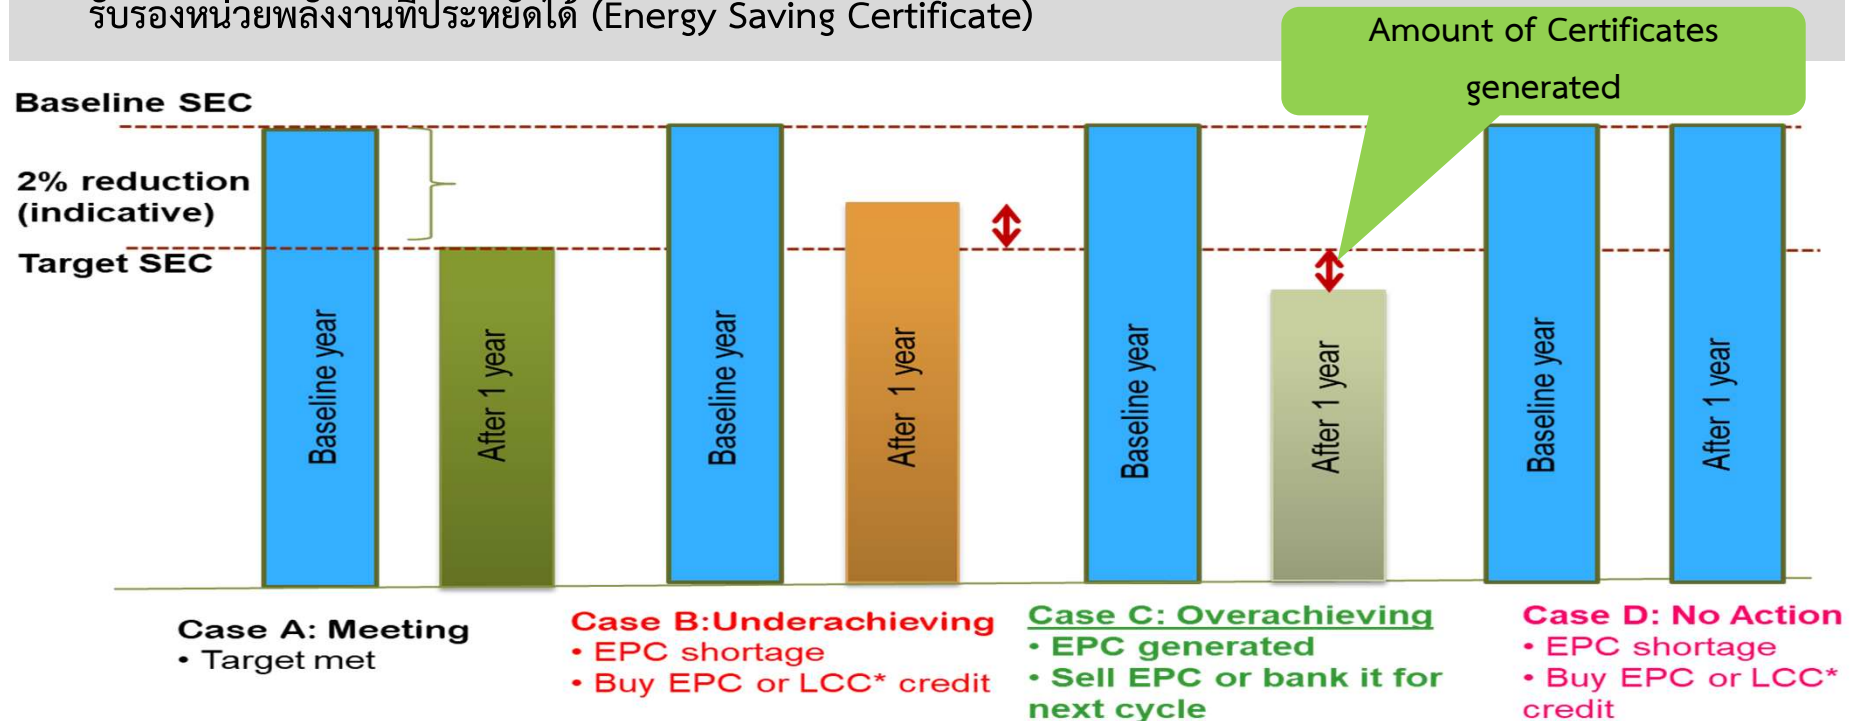 รับรองหน่วยพลังงานที่ประหยัดได้ (Energy Saving Certificate)
Amount of Certificates
generated
Baseline SEC
2% reduction
(indicative)
Target SEC
Baseline year
After 1 year
Baseline year
After 1 year
Baseline year
After 1 year
Baseline year
After 1 year
Case A: Meeting
• Target met
Case B:Underachieving
• EPC shortage
• Buy EPC or LCC* credit
Case C: Overachieving
• EPC generated
• Sell EPC or bank it for
next cycle
Case D: No Action
• EPC shortage
• Buy EPC or LCC*
credit